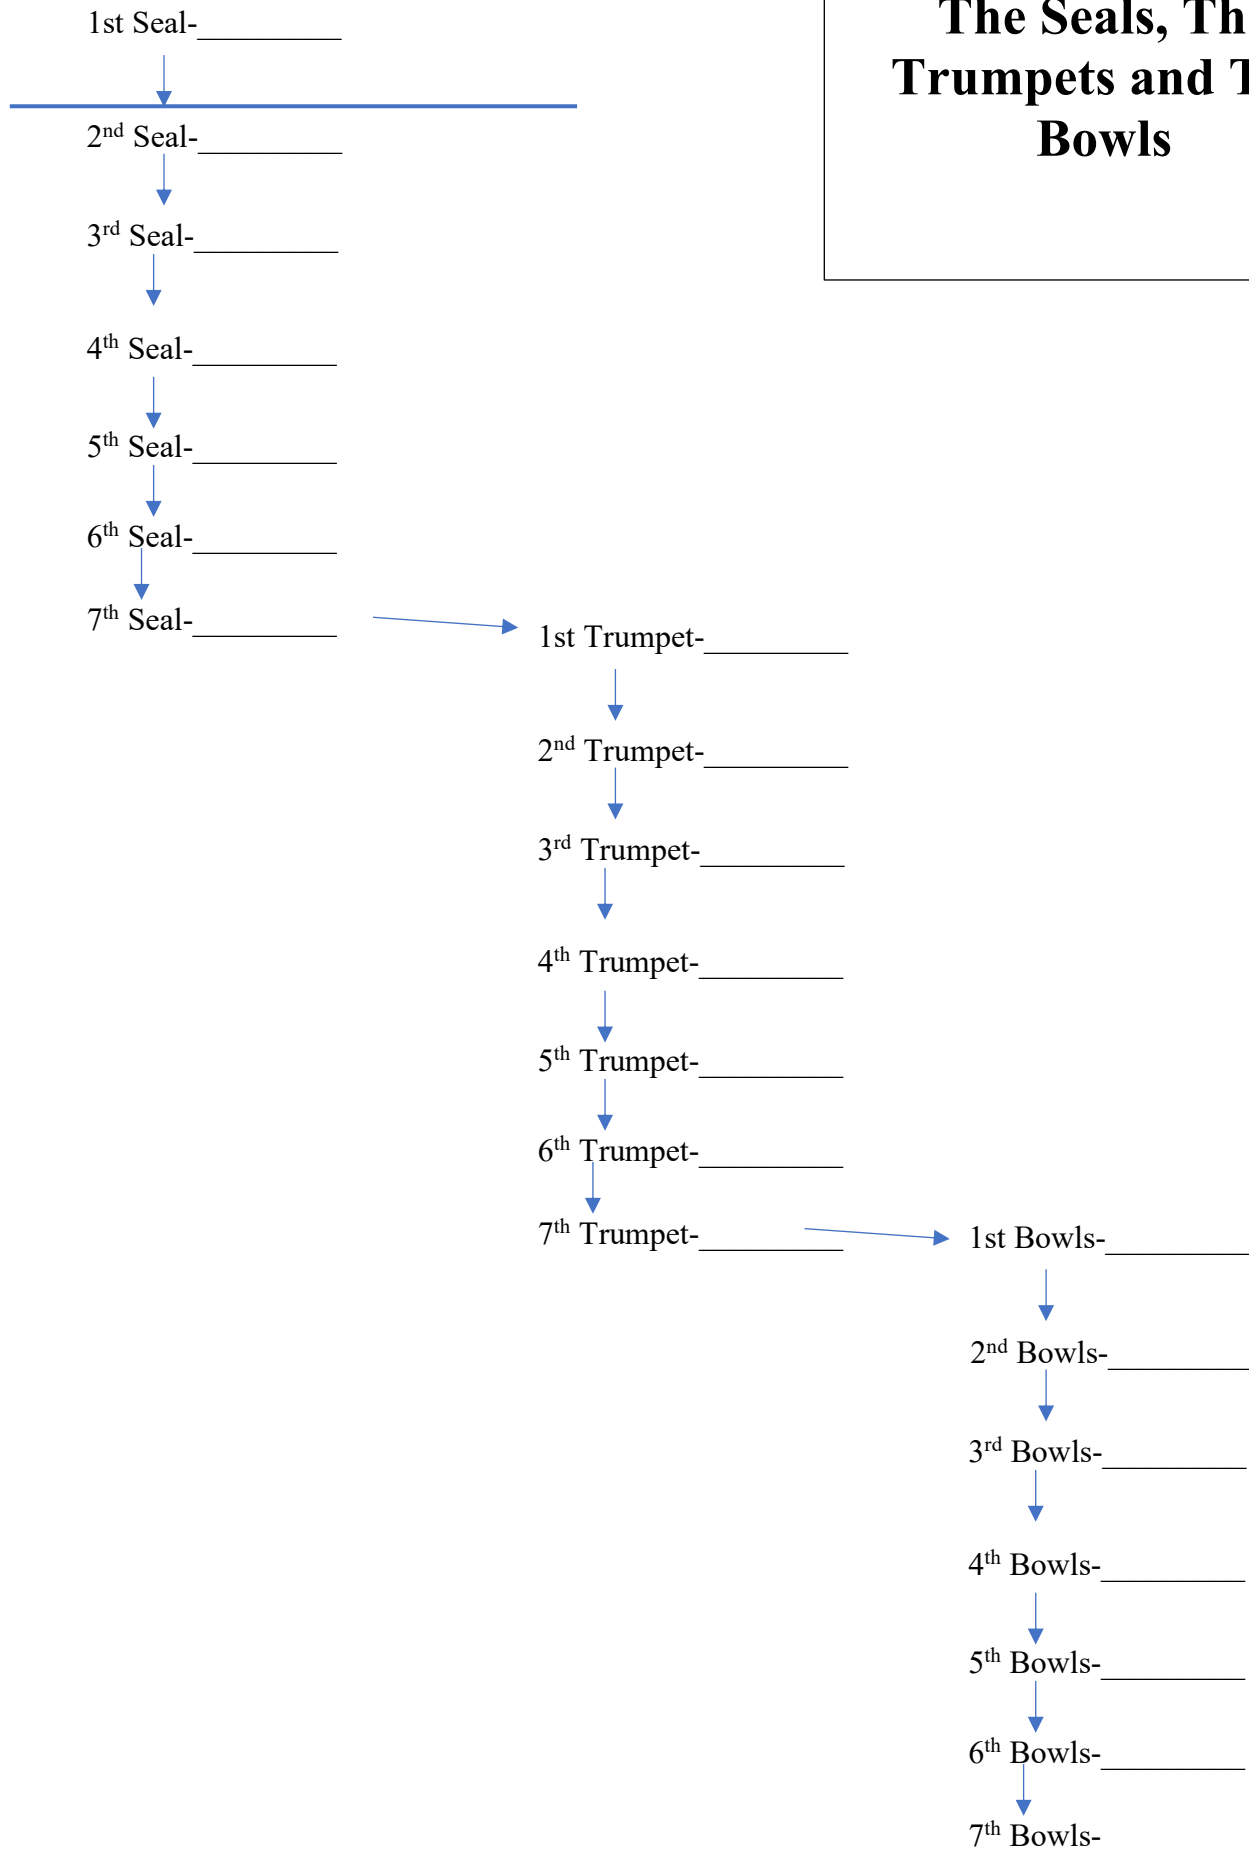 1st Seal-_________
The Seals, Th
Trumpets and T
Bowls
2nd Seal-_________
3rd Seal-_________
4th Seal-_________
5th Seal-_________
6th Seal-_________
7th Seal-_________
1st Trumpet-_________
2nd Trumpet-_________
3rd Trumpet-_________
4th Trumpet-_________
5th Trumpet-_________
6th Trumpet-_________
7th Trumpet-_________
1st Bowls-_________
2nd Bowls-_________
3rd Bowls-_________
4th Bowls-_________
5th Bowls-_________
6th Bowls-_________
7th Bowls-